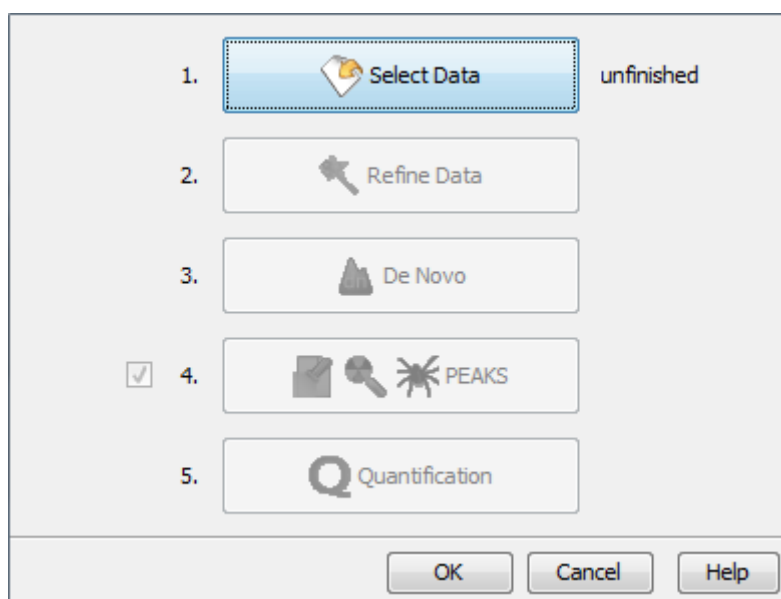 1. Select Data unfinished
2. Refine Data
3. De Novo
4. PEAKS
5. Quantification
OK Cancel Help